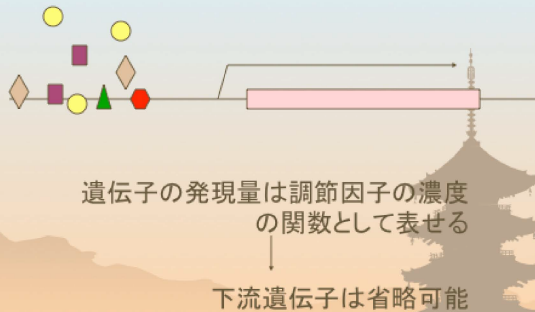 遺伝子の発現量は調節因子の濃度
の関数として表せる
下流遺伝子は省略可能